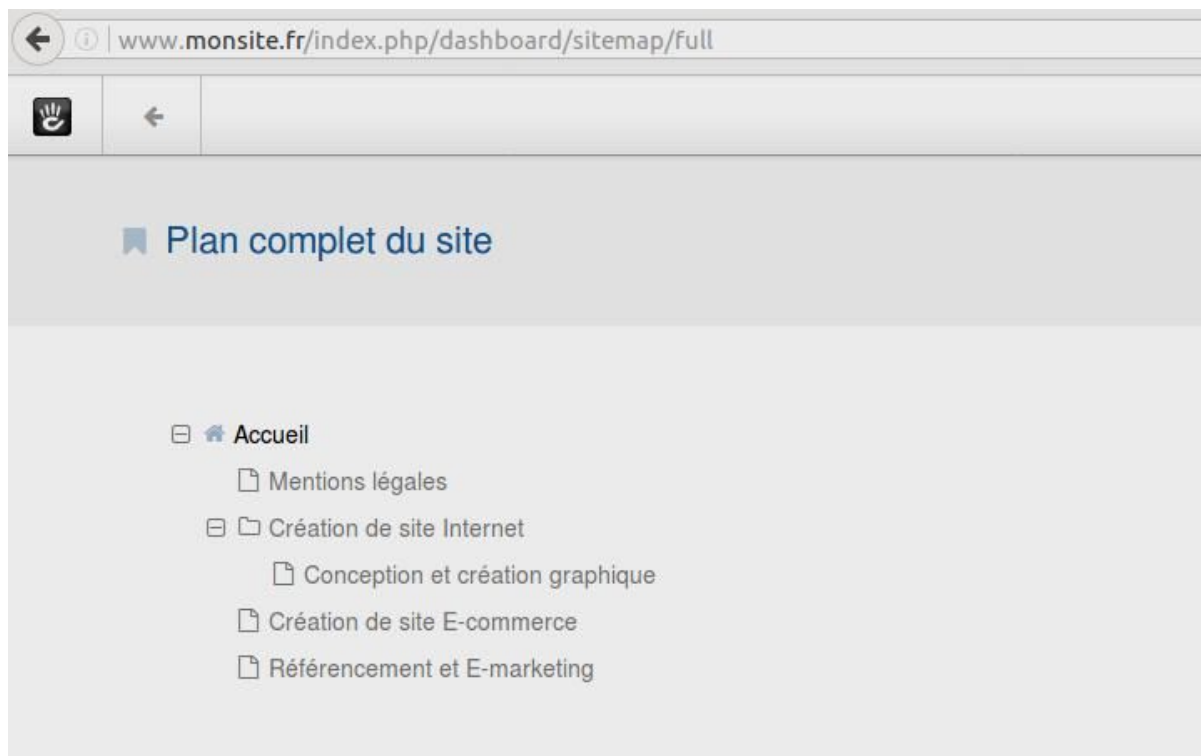 www.monsite.fr/index.php/dashboard/sitemap/full
Plan complet du site
Accueil
Mentions légales
Création de site Internet
Conception et création graphique
Création de site E-commerce
Référencement et E-marketing